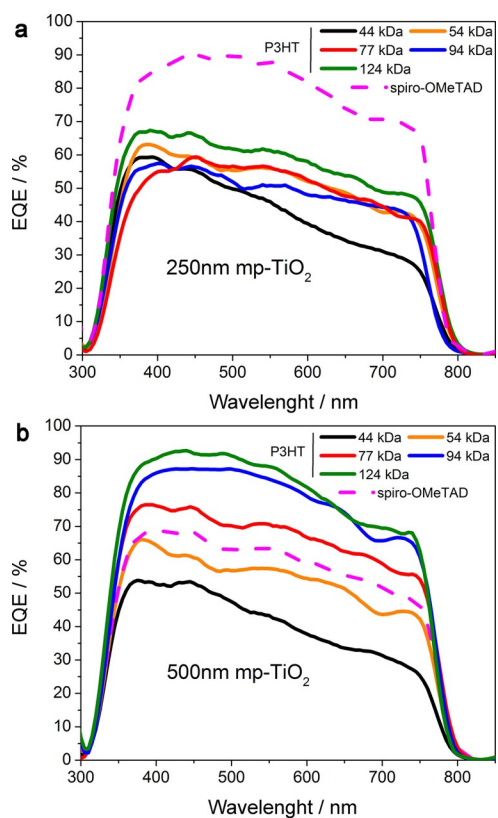 a
100
90
80
70
60
50
40
30
20
10
0
EQE / %
44 kDa 54 kDa
P3HT 77 kDa 94 kDa
124 kDa
spiro-OMeTAD
250nm mp-TiO₂
300 400 500 600 700 800
Wavelenght / nm
b
100
90
80
70
60
50
40
30
20
10
0
EQE / %
44 kDa 54 kDa
P3HT 77 kDa 94 kDa
124 kDa
spiro-OMeTAD
500nm mp-TiO₂
300 400 500 600 700 800
Wavelenght / nm